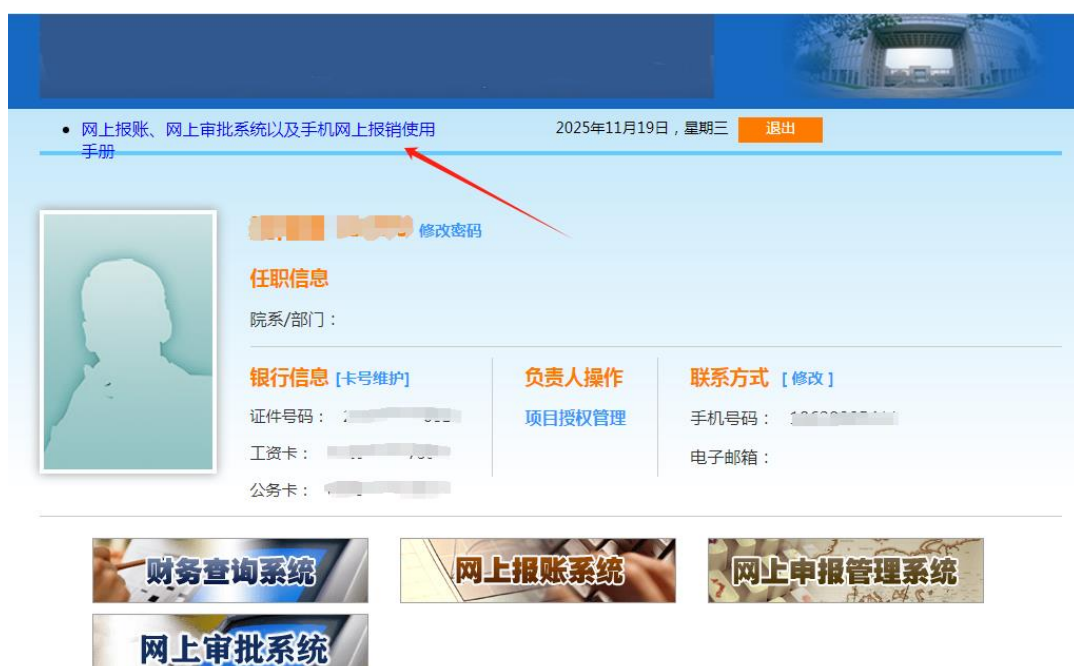 网上报账、网上审批系统以及手机网上报销使用
手册
2025年11月19日，星期三 退出
修改密码
任职信息
院系/部门：
银行信息 [卡号维护] 负责人操作 联系方式 [ 修改 ]
证件号码： 项目授权管理 手机号码：
工资卡： 电子邮箱：
公务卡：
财务查询系统 网上报账系统 网上申报管理系统
网上审批系统